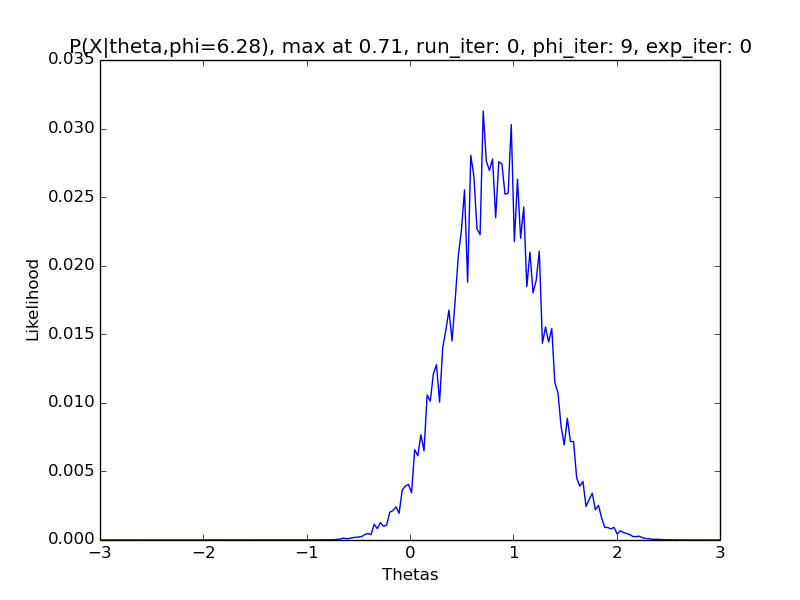 P(X|theta,phi=6.28), max at 0.71, run_iter: 0, phi_iter: 9, exp_iter: 0
0.035
0.030
0.025
0.020
0.015
0.010
0.005
0.000
Likelihood
−3 −2 −1 0 1 2 3
Thetas